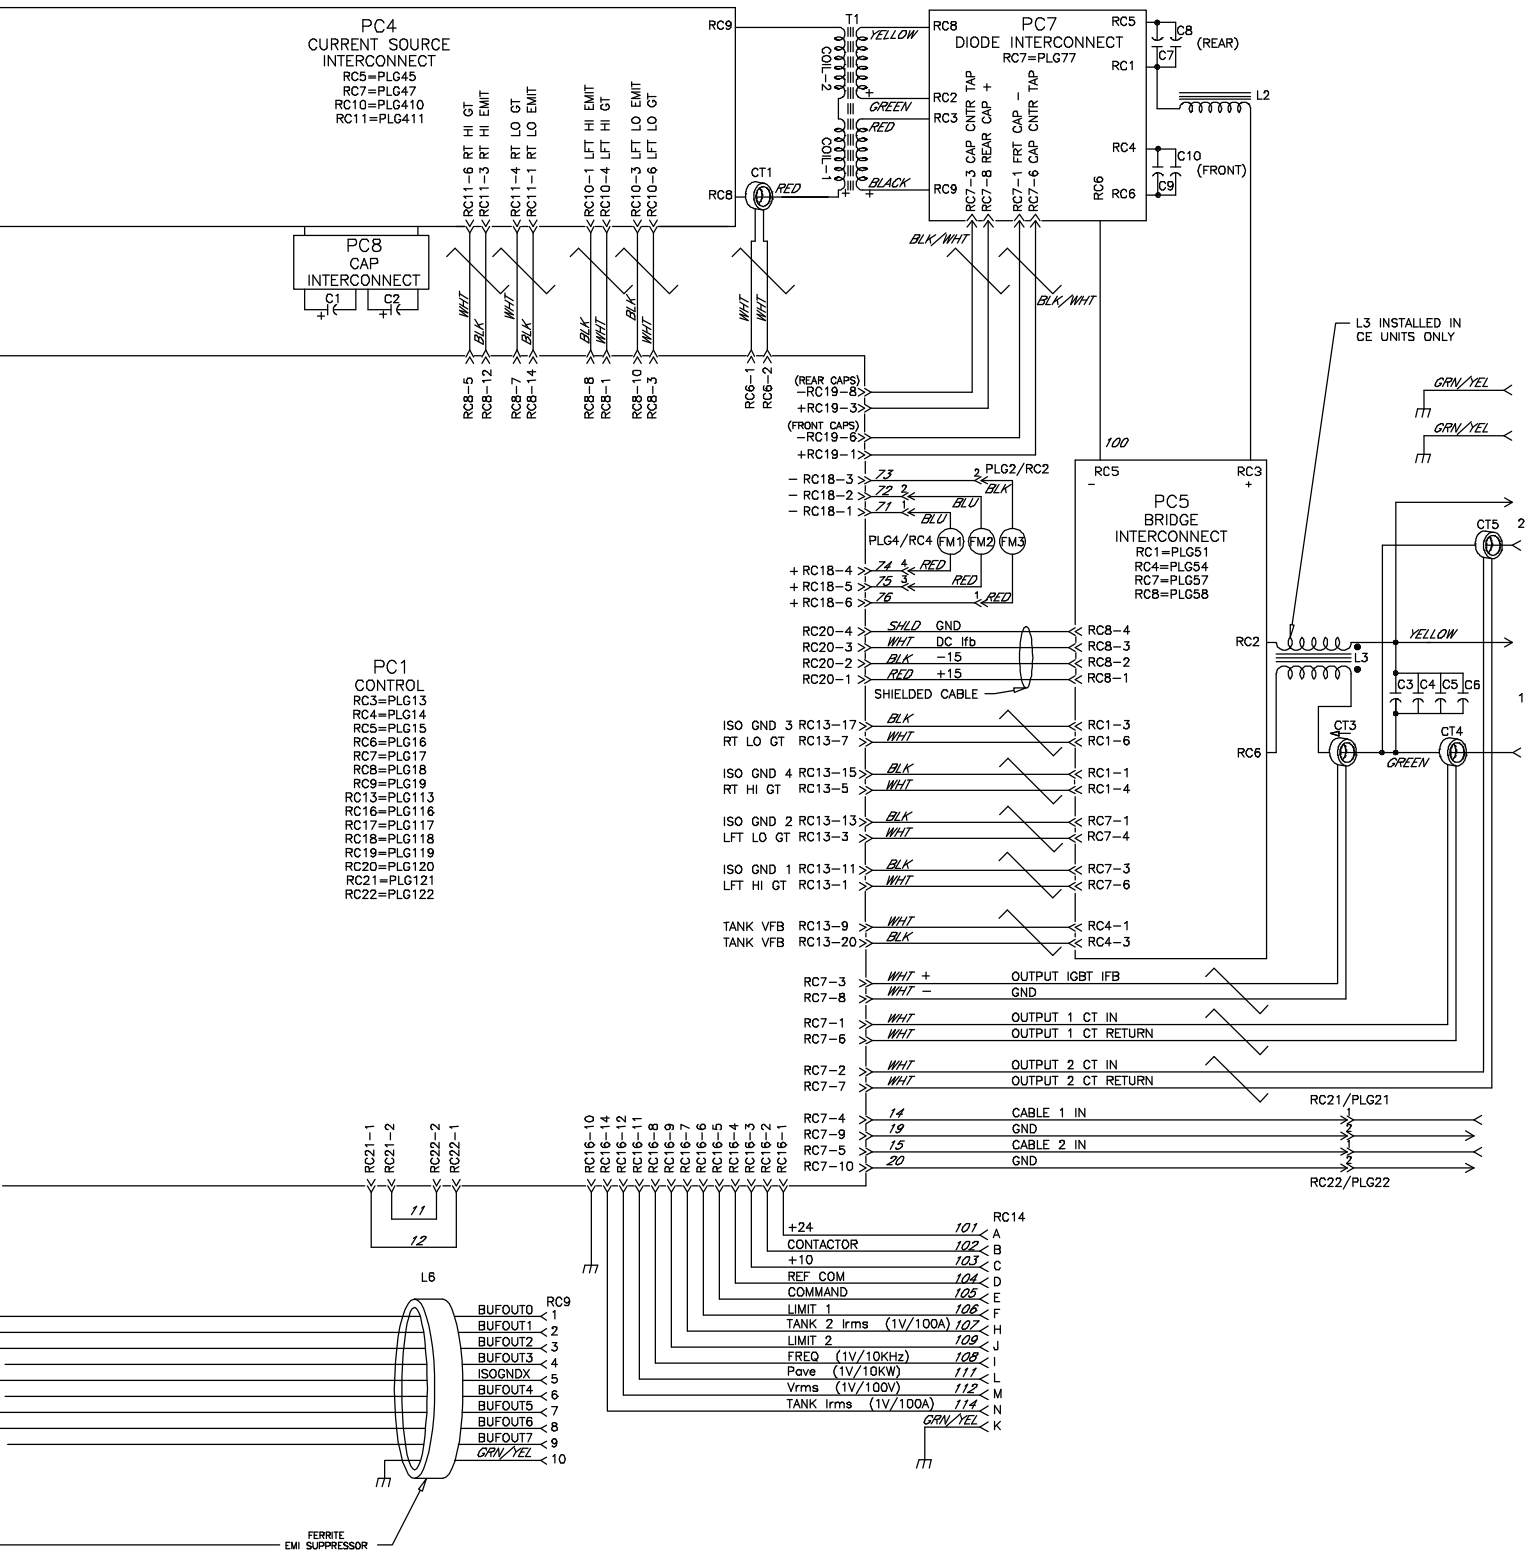 PC4
CURRENT SOURCE
INTERCONNECT
RC5=PLG45
RC7=PLG47
RC10=PLG410
RC11=PLG411
RC11-6 RT HI GT
RC11-3 RT HI EMIT
RC11-4 RT LO GT
RC11-1 RT LO EMIT
RC10-1 LFT HI EMIT
RC10-4 LFT HI GT
RC10-3 LFT LO EMIT
RC10-6 LFT LO GT
RC9
RC8
CT1
RED
T1
COIL-2
COIL-1
+
YELLOW
+
GREEN
RED
BLACK
+
PC7
DIODE INTERCONNECT
RC7=PLG77
RC8
RC2
RC3
RC9
RC7-3 CAP CNTR TAP
RC7-8 REAR CAP +
RC7-1 FRT CAP -
RC7-6 CAP CNTR TAP
RC5
RC1
RC4
RC6
RC6
C8
C7
(REAR)
L2
C10
C9
(FRONT)
BLK/WHT
BLK/WHT
PC8
CAP
INTERCONNECT
C1
+
C2
+
WHT
BLK
WHT
BLK
BLK
WHT
BLK
WHT
WHT
WHT
RC8-5
RC8-12
RC8-7
RC8-14
RC8-8
RC8-1
RC8-10
RC8-3
RC6-1
RC6-2
L3 INSTALLED IN
CE UNITS ONLY
GRN/YEL
GRN/YEL
(REAR CAPS)
-RC19-8
+RC19-3
(FRONT CAPS)
-RC19-6
+RC19-1
100
- RC18-3 73 2 PLG2/RC2
BLK
- RC18-2 72 2
BLU
- RC18-1 71 1
BLU
PLG4/RC4 FM1 FM2 FM3
+ RC18-4 74 4 RED
+ RC18-5 75 3 RED
+ RC18-6 76 1 RED
RC5
-
RC3
+
PC5
BRIDGE
INTERCONNECT
RC1=PLG51
RC4=PLG54
RC7=PLG57
RC8=PLG58
CT5
2
RC20-4 SHLD GND RC8-4
RC20-3 WHT DC Ifb RC8-3
RC20-2 BLK -15 RC8-2
RC20-1 RED +15 RC8-1
SHIELDED CABLE
RC2
L3
YELLOW
C3 C4 C5 C6
1
RC6
CT3
GREEN
CT4
PC1
CONTROL
RC3=PLG13
RC4=PLG14
RC5=PLG15
RC6=PLG16
RC7=PLG17
RC8=PLG18
RC9=PLG19
RC13=PLG113
RC16=PLG116
RC17=PLG117
RC18=PLG118
RC19=PLG119
RC20=PLG120
RC21=PLG121
RC22=PLG122
ISO GND 3 RC13-17 BLK RC1-3
RT LO GT RC13-7 WHT RC1-6
ISO GND 4 RC13-15 BLK RC1-1
RT HI GT RC13-5 WHT RC1-4
ISO GND 2 RC13-13 BLK RC7-1
LFT LO GT RC13-3 WHT RC7-4
ISO GND 1 RC13-11 BLK RC7-3
LFT HI GT RC13-1 WHT RC7-6
TANK VFB RC13-9 WHT RC4-1
TANK VFB RC13-20 BLK RC4-3
RC7-3 WHT + OUTPUT IGBT IFB
RC7-8 WHT - GND
RC7-1 WHT OUTPUT 1 CT IN
RC7-6 WHT OUTPUT 1 CT RETURN
RC7-2 WHT OUTPUT 2 CT IN
RC7-7 WHT OUTPUT 2 CT RETURN
RC21/PLG21
RC7-4 14 CABLE 1 IN 1
RC7-9 19 GND 2
RC7-5 15 CABLE 2 IN 1
RC7-10 20 GND 2
RC22/PLG22
RC21-1
RC21-2
RC22-2
RC22-1
11
12
RC16-10
RC16-14
RC16-12
RC16-11
RC16-8
RC16-9
RC16-7
RC16-6
RC16-5
RC16-4
RC16-3
RC16-2
RC16-1
RC14
+24 101 A
CONTACTOR 102 B
+10 103 C
REF COM 104 D
COMMAND 105 E
LIMIT 1 106 F
TANK 2 Irms (1V/100A) 107 H
LIMIT 2 109 J
FREQ (1V/10KHz) 108 I
Pave (1V/10KW) 111 L
Vrms (1V/100V) 112 M
TANK Irms (1V/100A) 114 N
GRN/YEL K
L6
RC9
BUFOUT0 1
BUFOUT1 2
BUFOUT2 3
BUFOUT3 4
ISOGNDX 5
BUFOUT4 6
BUFOUT5 7
BUFOUT6 8
BUFOUT7 9
GRN/YEL 10
FERRITE
EMI SUPPRESSOR